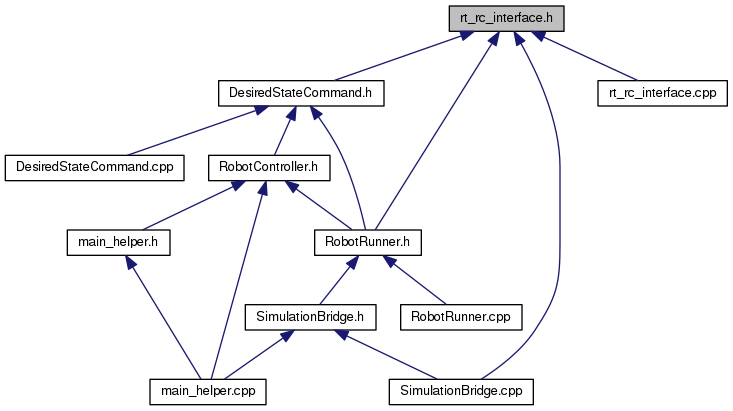 rt_rc_interface.h
DesiredStateCommand.h
rt_rc_interface.cpp
DesiredStateCommand.cpp
RobotController.h
main_helper.h
RobotRunner.h
SimulationBridge.h
RobotRunner.cpp
main_helper.cpp
SimulationBridge.cpp